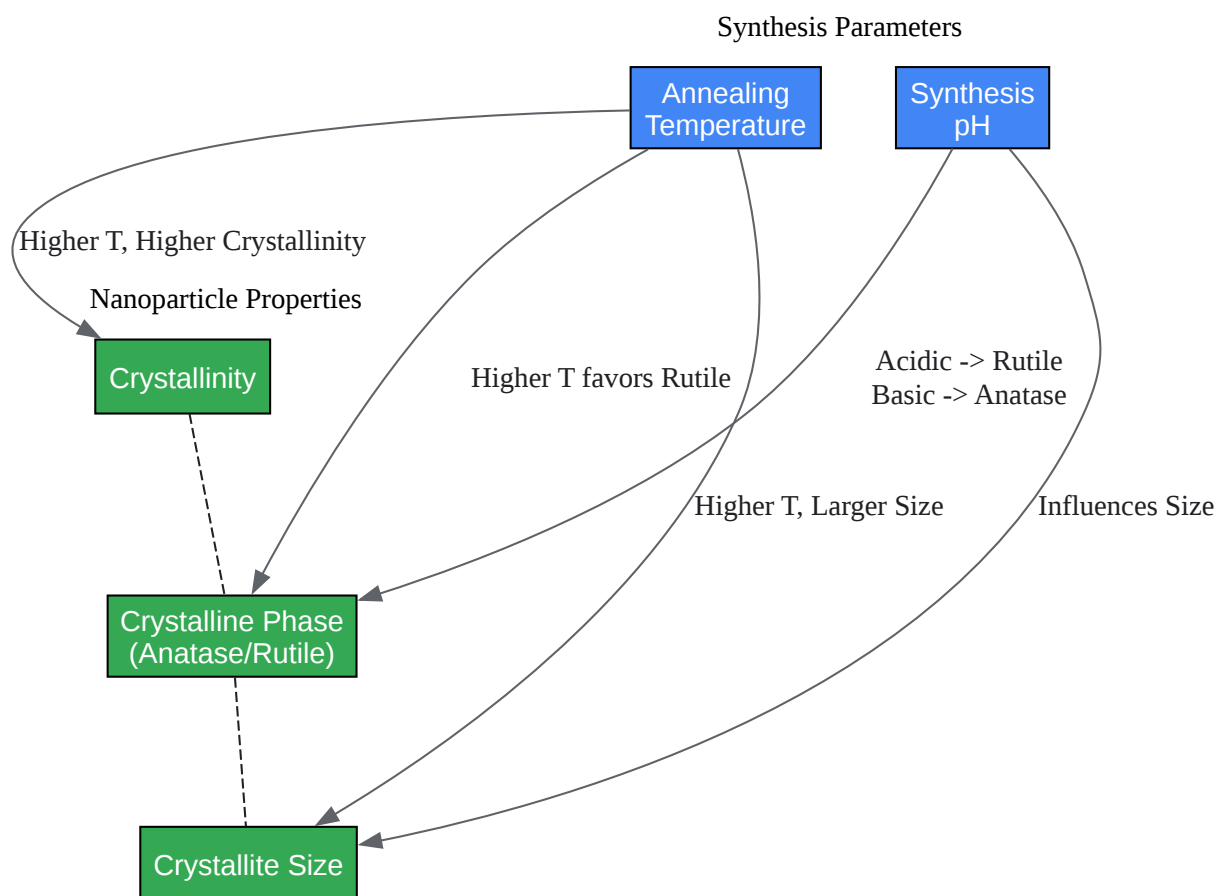 Synthesis Parameters
Annealing
Temperature
Synthesis
pH
Higher T, Higher Crystallinity
Nanoparticle Properties
Crystallinity
Higher T favors Rutile
Acidic -> Rutile
Basic -> Anatase
Higher T, Larger Size
Influences Size
Crystalline Phase
(Anatase/Rutile)
Crystallite Size